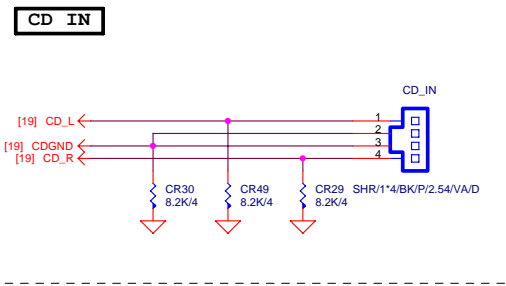 CD IN
CD_IN
[19] CD_L
1
2
[19] CDGND
3
[19] CD_R
4
CR30
8.2K/4
CR49
8.2K/4
CR29
8.2K/4
SHR/1*4/BK/P/2.54/VA/D